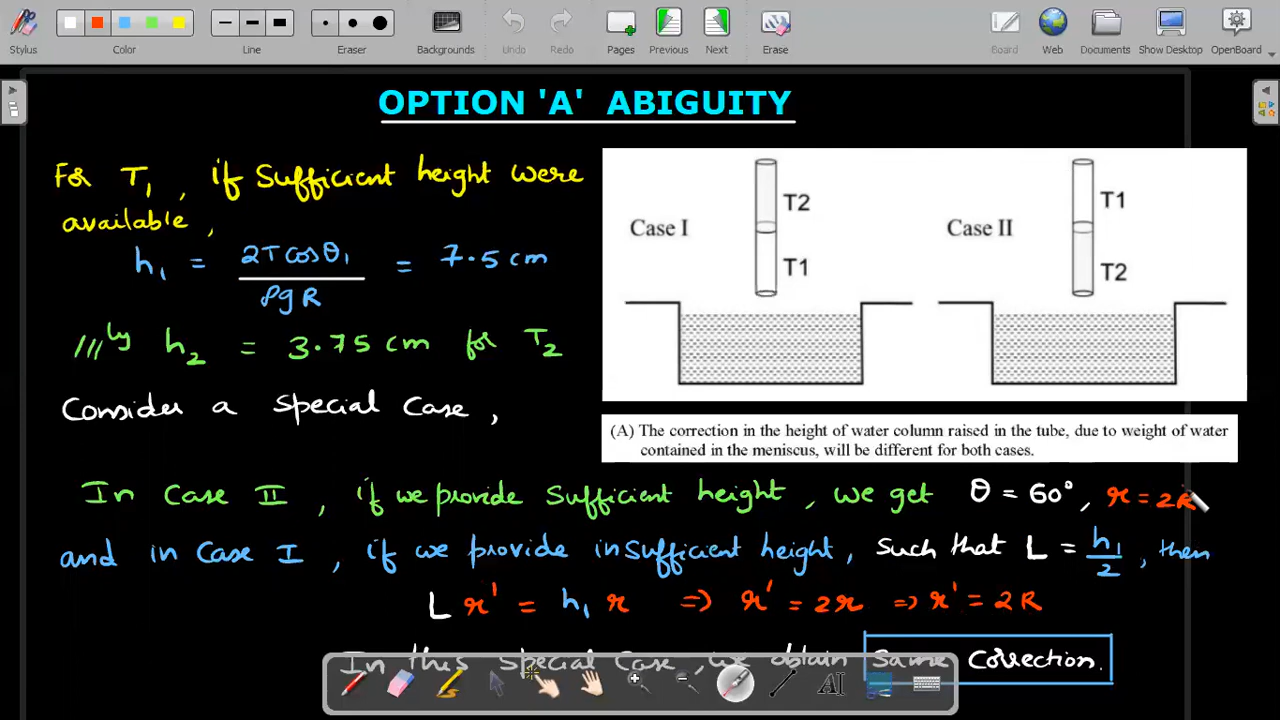 Stylus Color Line Eraser Backgrounds Undo Redo Pages Previous Next Erase Board Web Documents Show Desktop OpenBoard
OPTION 'A' ABIGUITY
For T₁, if Sufficient height were
available,
h₁ = 2T cosθ₁ / ρgR = 7.5 cm
///ly h₂ = 3.75 cm for T₂
Consider a special case,
Case I T2 T1
Case II T1 T2
(A) The correction in the height of water column raised in the tube, due to weight of water
contained in the meniscus, will be different for both cases.
In Case II, if we provide sufficient height, we get θ = 60°, r = 2R
and in Case I, if we provide insufficient height, such that L = h₁/2, then
L r' = h₁ r ⇒ r' = 2r ⇒ r' = 2R
In this special case, we obtain Same Correction.
AI